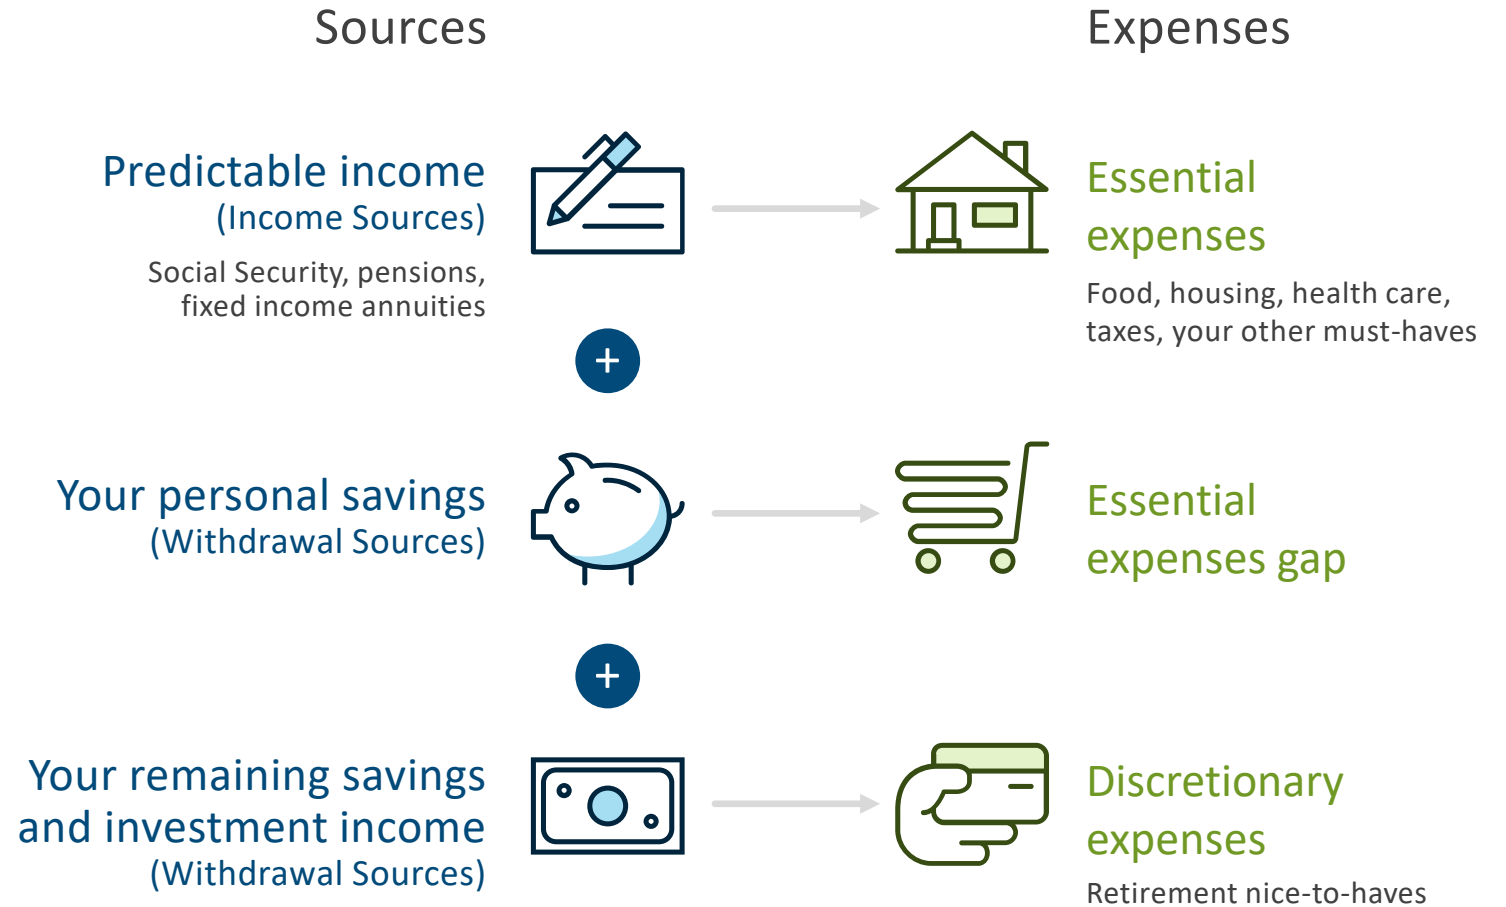 Sources
Expenses
Predictable income
(Income Sources)
Social Security, pensions,
fixed income annuities
Essential
expenses
Food, housing, health care,
taxes, your other must-haves
+
Your personal savings
(Withdrawal Sources)
Essential
expenses gap
+
Your remaining savings
and investment income
(Withdrawal Sources)
Discretionary
expenses
Retirement nice-to-haves